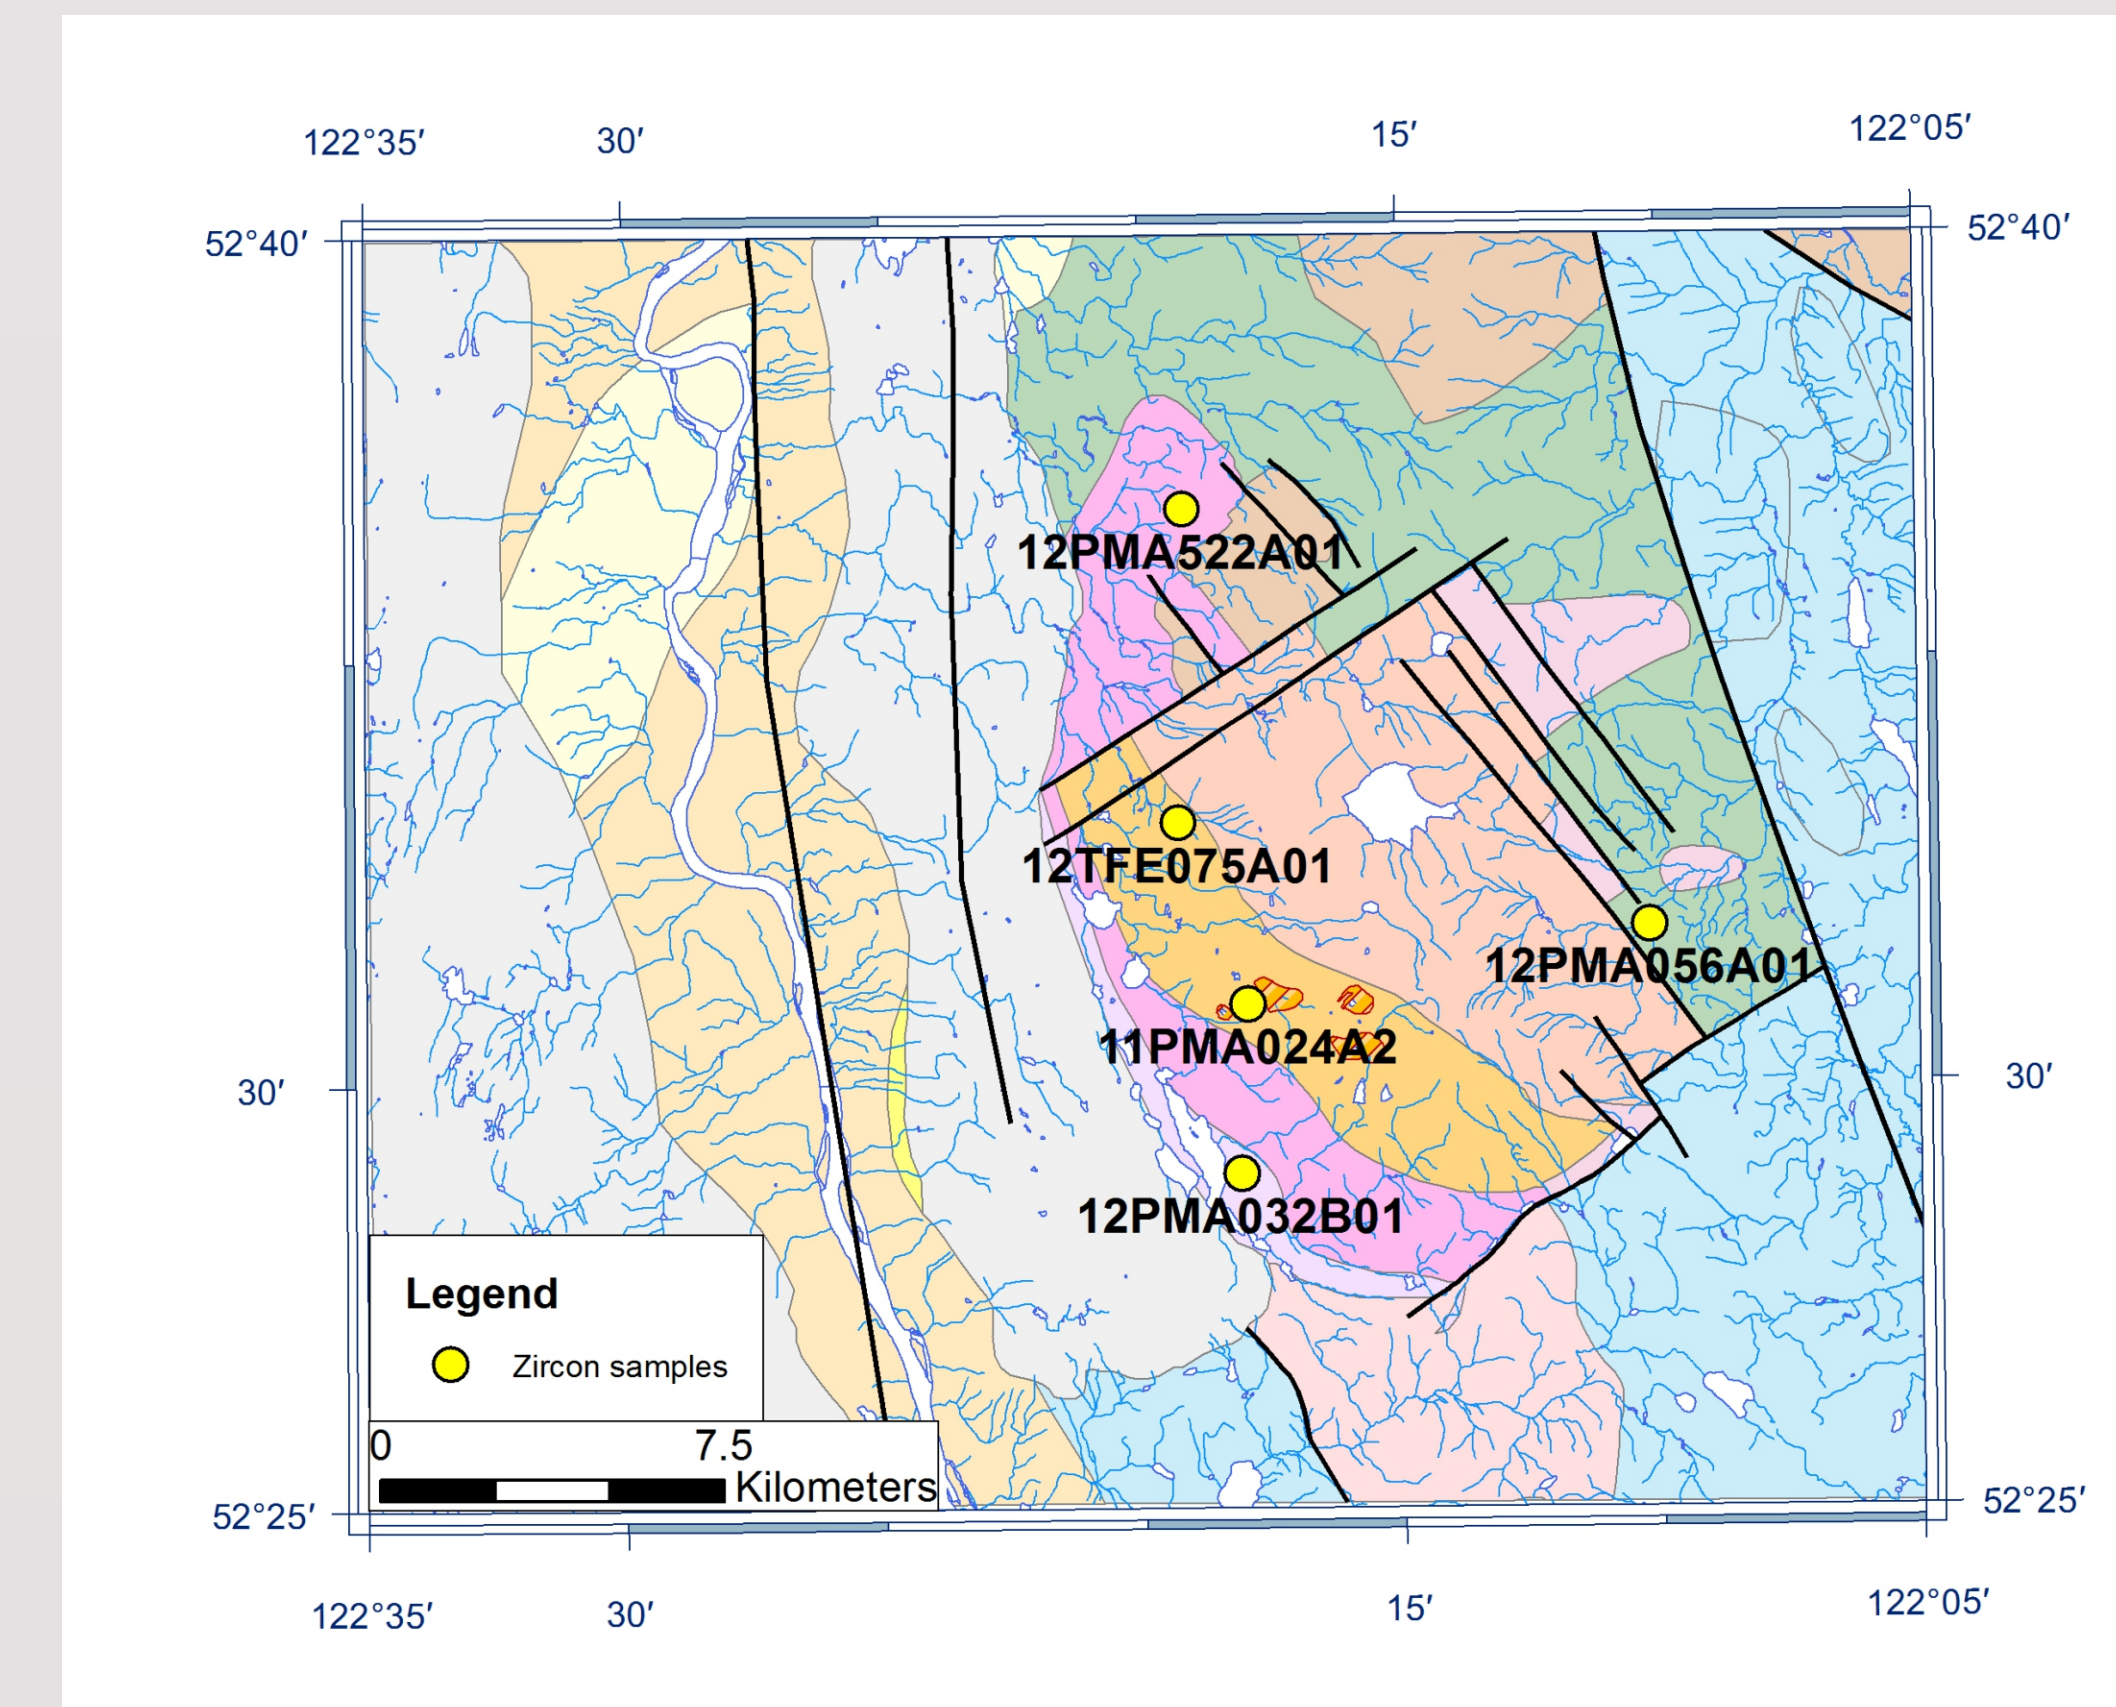 122°35′ 30′ 15′ 122°05′
52°40′ 52°40′
12PMA522A01
12TFE075A01
12PMA056A01
11PMA024A2
30′ 30′
12PMA032B01
Legend
Zircon samples
0 7.5
Kilometers
52°25′ 52°25′
122°35′ 30′ 15′ 122°05′